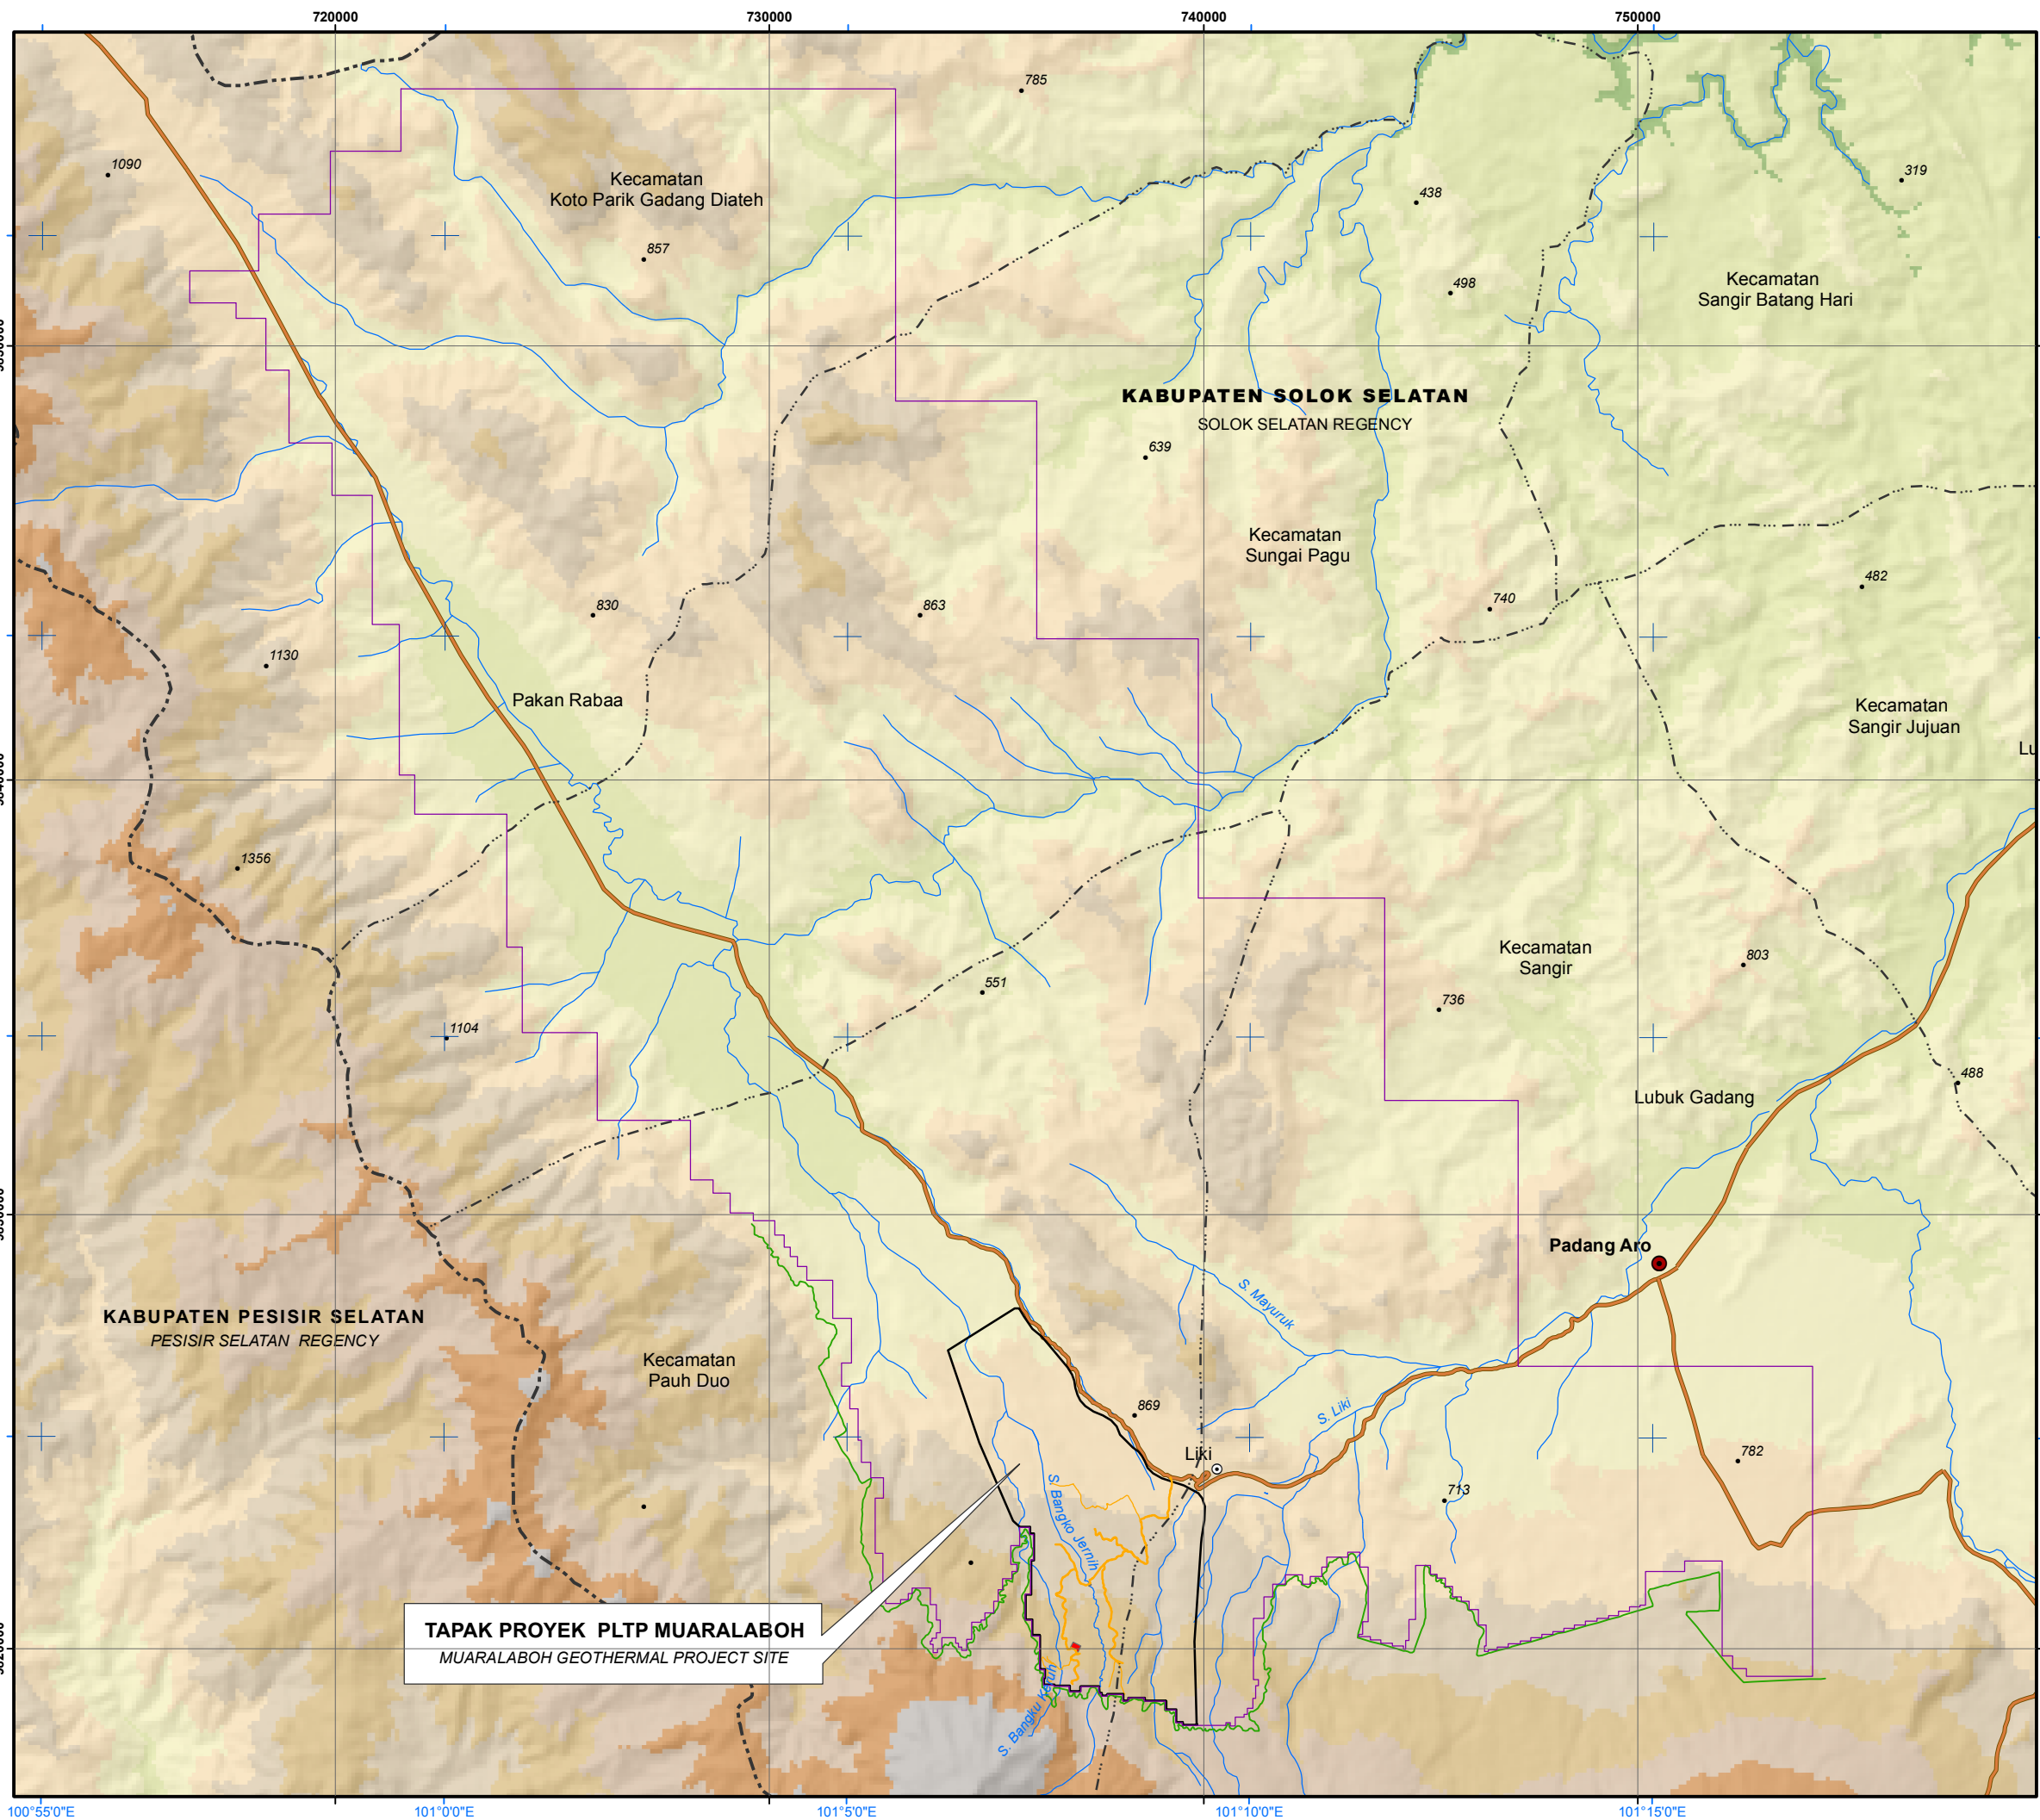 720000
730000
740000
750000
785
1090
319
Kecamatan
Koto Parik Gadang Diateh
438
857
Kecamatan
Sangir Batang Hari
498
KABUPATEN SOLOK SELATAN
SOLOK SELATAN REGENCY
639
Kecamatan
Sungai Pagu
482
830
863
740
1130
Pakan Rabaa
Kecamatan
Sangir Jujuan
Lu
1356
Kecamatan
Sangir
803
551
736
1104
488
Lubuk Gadang
Padang Aro
S. Mayuruk
KABUPATEN PESISIR SELATAN
PESISIR SELATAN REGENCY
Kecamatan
Pauh Duo
869
S. Liki
Liki
782
713
S. Bangko Jernih
TAPAK PROYEK PLTP MUARALABOH
MUARALABOH GEOTHERMAL PROJECT SITE
S. Bangku Keruh
100°55'0"E
101°0'0"E
101°5'0"E
101°10'0"E
101°15'0"E